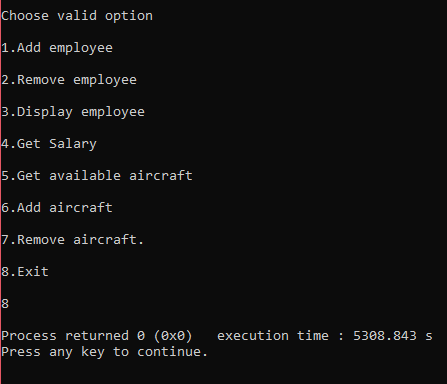 Choose valid option
1.Add employee
2.Remove employee
3.Display employee
4.Get Salary
5.Get available aircraft
6.Add aircraft
7.Remove aircraft.
8.Exit
8
Process returned 0 (0x0)   execution time : 5308.843 s
Press any key to continue.